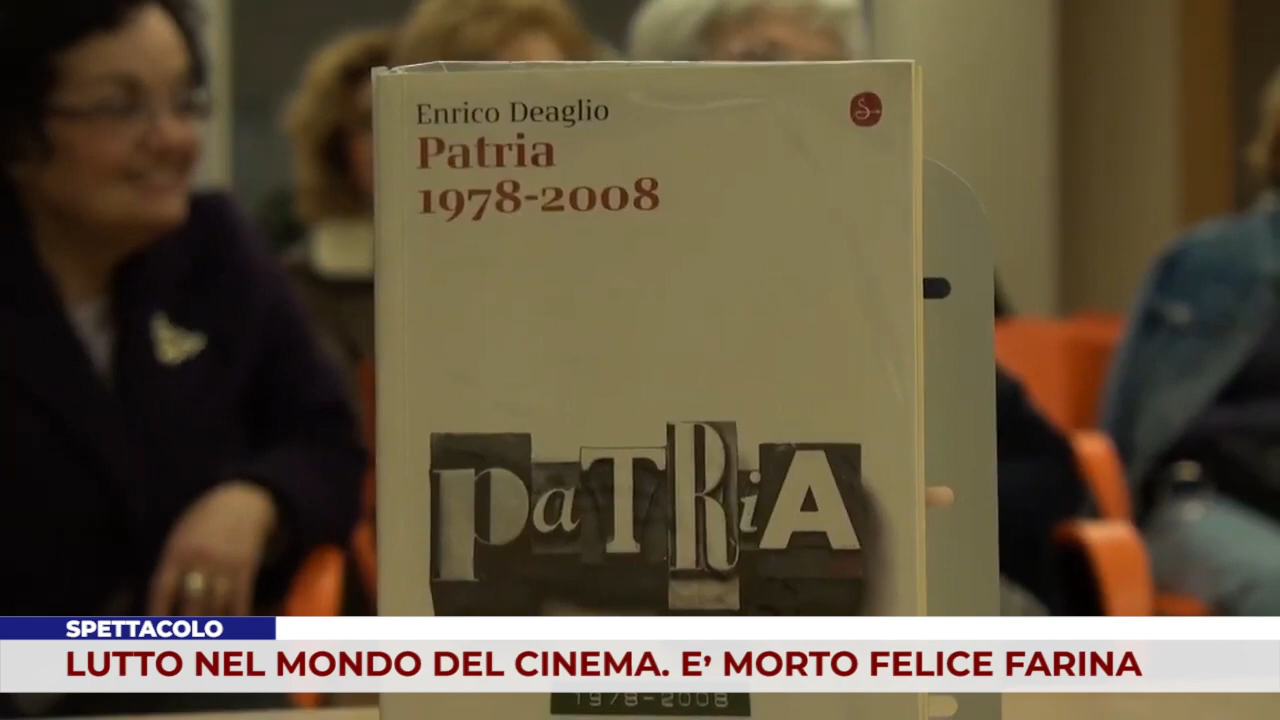 Enrico Deaglio
Patria
1978-2008
PaTRiA
SPETTACOLO
LUTTO NEL MONDO DEL CINEMA. E’ MORTO FELICE FARINA
1978-2008